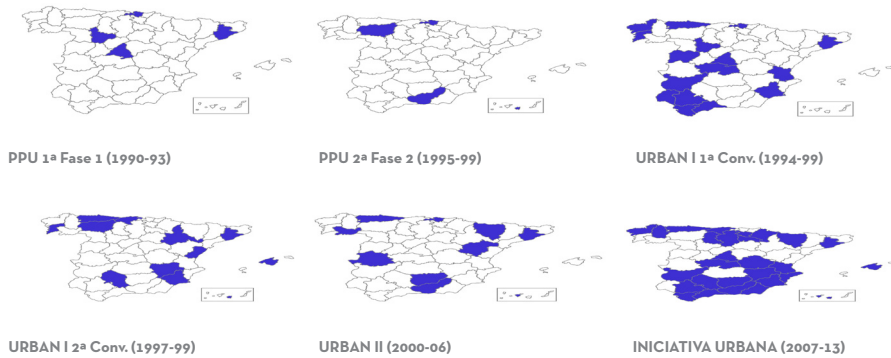 PPU 1ª Fase 1 (1990-93)
PPU 2ª Fase 2 (1995-99)
URBAN I 1ª Conv. (1994-99)
URBAN I 2ª Conv. (1997-99)
URBAN II (2000-06)
INICIATIVA URBANA (2007-13)